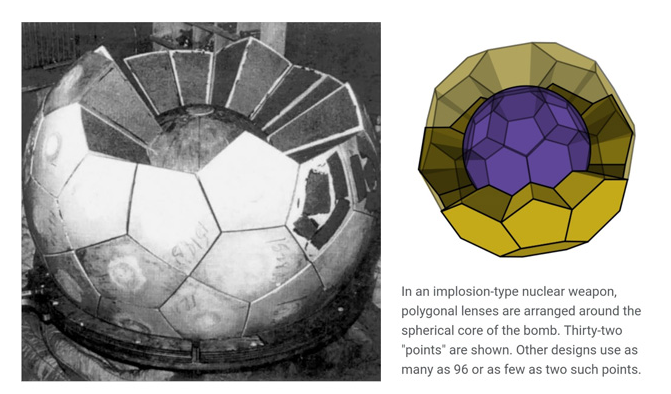 In an implosion-type nuclear weapon,
polygonal lenses are arranged around the
spherical core of the bomb. Thirty-two
"points" are shown. Other designs use as
many as 96 or as few as two such points.